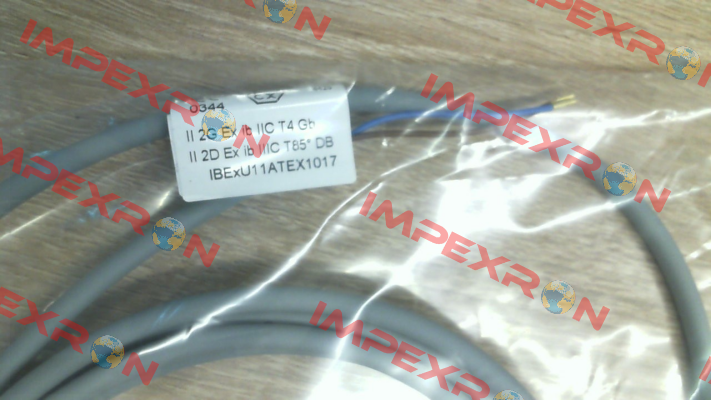 IMPEXRON
IMPEXRON
IMPEXRON
0344
Ex
II 2G Ex ib IIC T4 Gb
II 2D Ex ib IIIC T85° DB
IBExU11ATEX1017
IMPEXRON
IMPEXRON
IMPEXRON
IMPEXRON